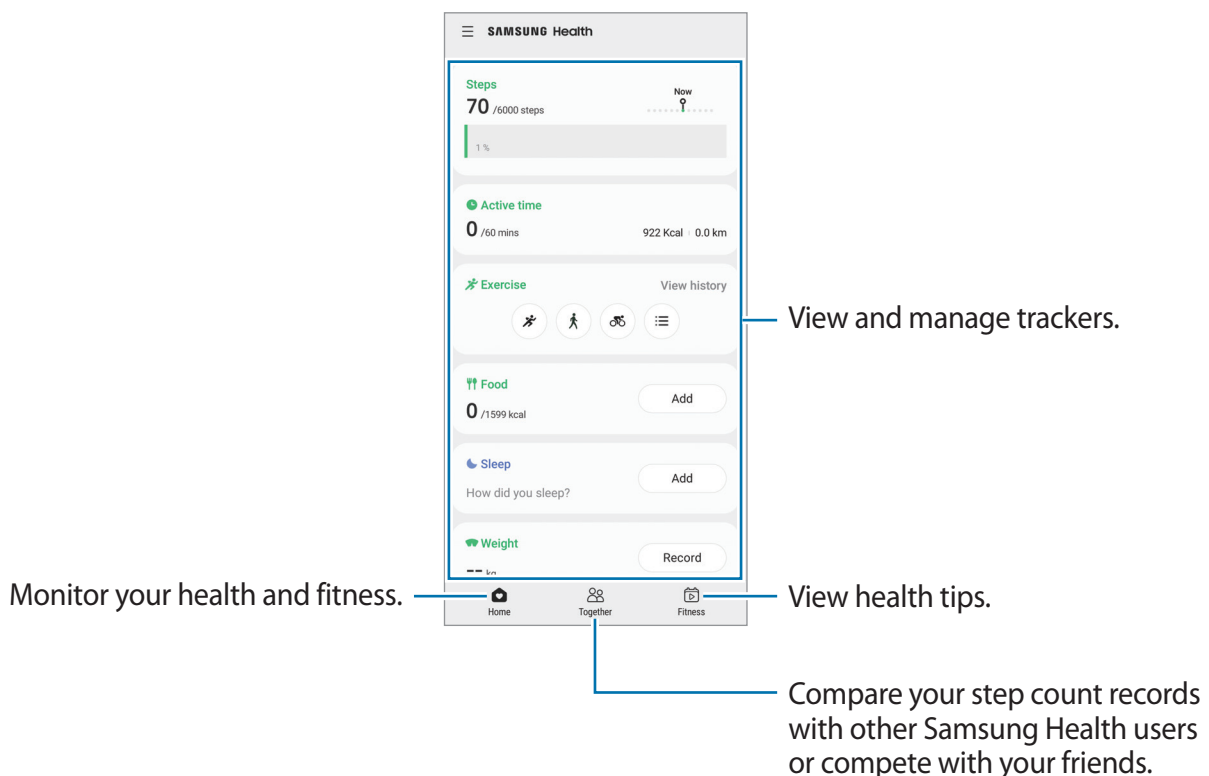 SAMSUNG Health
Steps
70 /6000 steps
Now
1 %
Active time
0 /60 mins
922 Kcal 0.0 km
Exercise
View history
View and manage trackers.
Food
0 /1599 kcal
Add
Sleep
How did you sleep?
Add
Weight
-- kg
Record
Monitor your health and fitness.
Home
Together
Fitness
View health tips.
Compare your step count records
with other Samsung Health users
or compete with your friends.